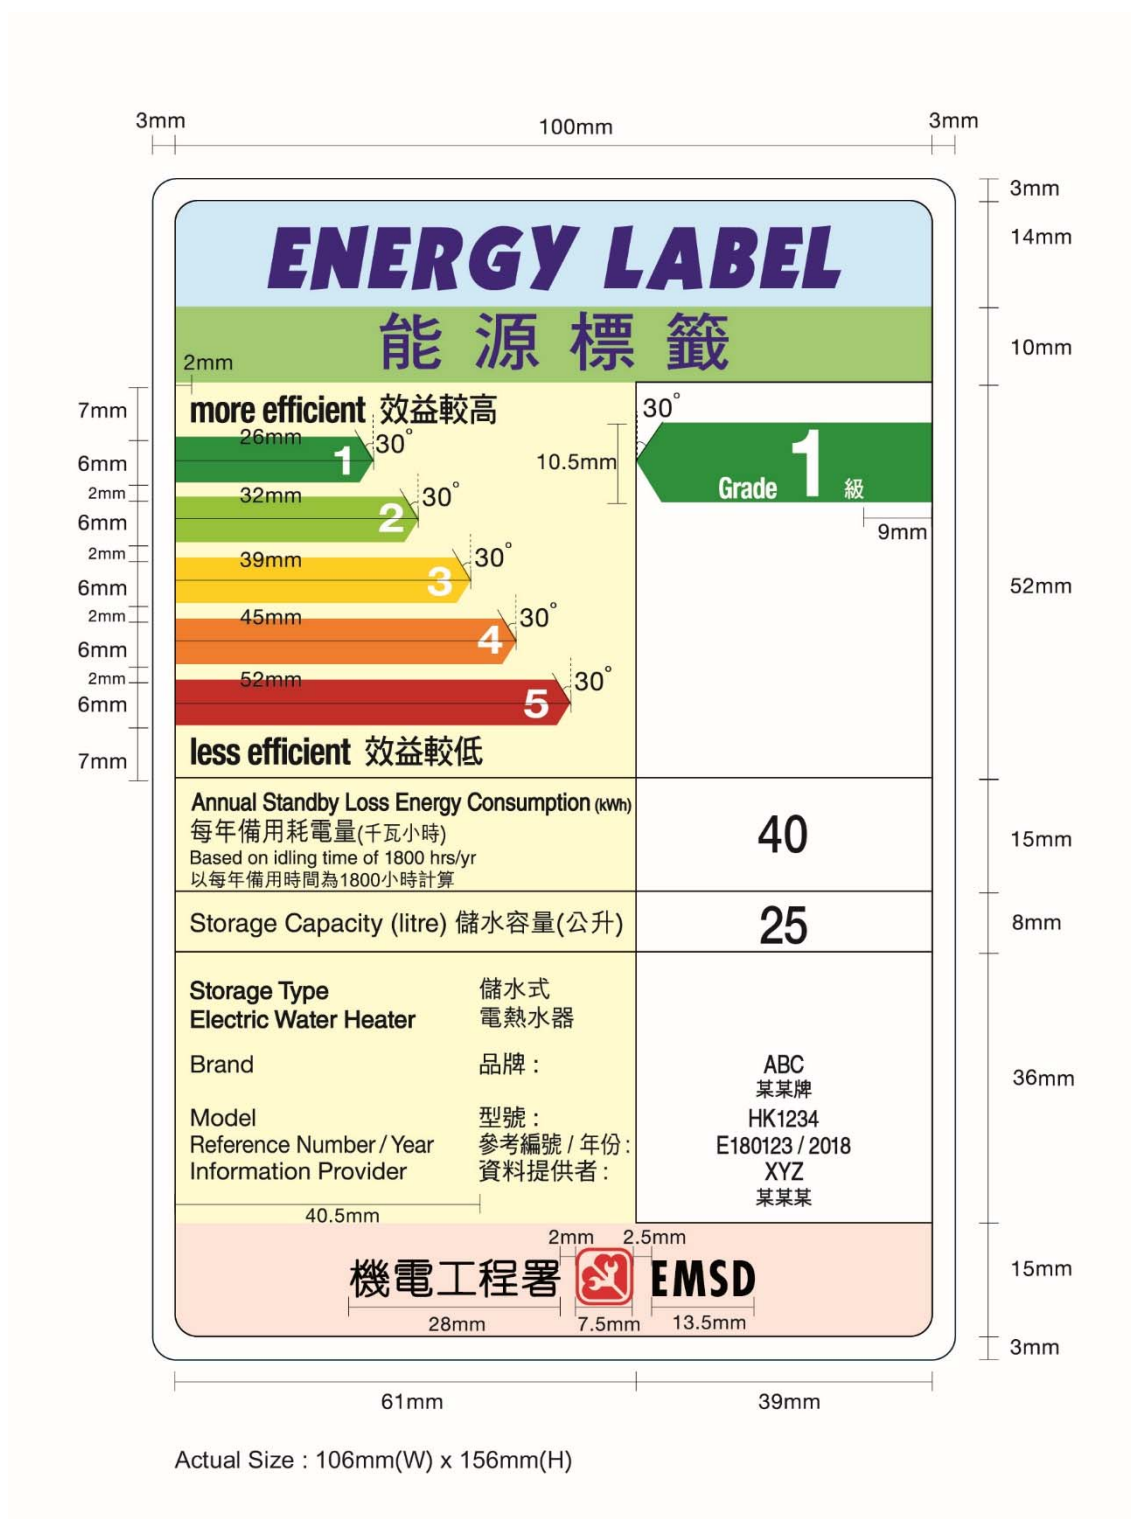 3mm 100mm 3mm
3mm
ENERGY LABEL
14mm
能源標籤
10mm
2mm
7mm
more efficient 效益較高
30°
26mm
1
30°
6mm
10.5mm
Grade 1 級
2mm
32mm
2
30°
6mm
9mm
2mm
39mm
3
30°
6mm
52mm
2mm
45mm
4
30°
6mm
2mm
52mm
5
30°
6mm
less efficient 效益較低
7mm
Annual Standby Loss Energy Consumption (kWh)
每年備用耗電量(千瓦小時)
Based on idling time of 1800 hrs/yr
以每年備用時間為1800小時計算
40
15mm
Storage Capacity (litre) 儲水容量(公升)
25
8mm
Storage Type 儲水式
Electric Water Heater 電熱水器
Brand 品牌 : ABC
某某牌
36mm
Model 型號 : HK1234
Reference Number / Year 參考編號 / 年份 : E180123 / 2018
Information Provider 資料提供者 : XYZ
某某某
40.5mm
2mm 2.5mm
機電工程署 EMSD
15mm
28mm 7.5mm 13.5mm
3mm
61mm 39mm
Actual Size : 106mm(W) x 156mm(H)